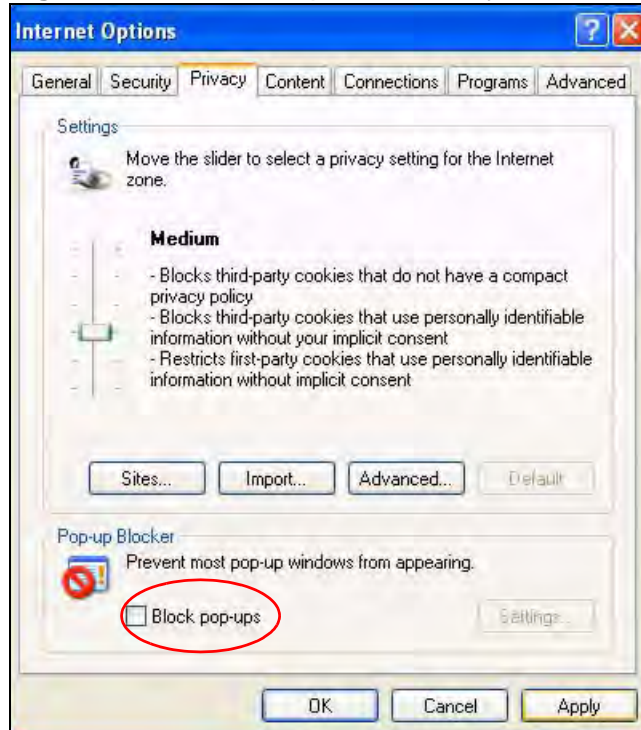 Internet Options
General Security Privacy Content Connections Programs Advanced
Settings
Move the slider to select a privacy setting for the Internet
zone.
Medium
- Blocks third-party cookies that do not have a compact
privacy policy
- Blocks third-party cookies that use personally identifiable
information without your implicit consent
- Restricts first-party cookies that use personally identifiable
information without implicit consent
Sites... Import... Advanced... Default
Pop-up Blocker
Prevent most pop-up windows from appearing.
Block pop-ups Settings...
OK Cancel Apply